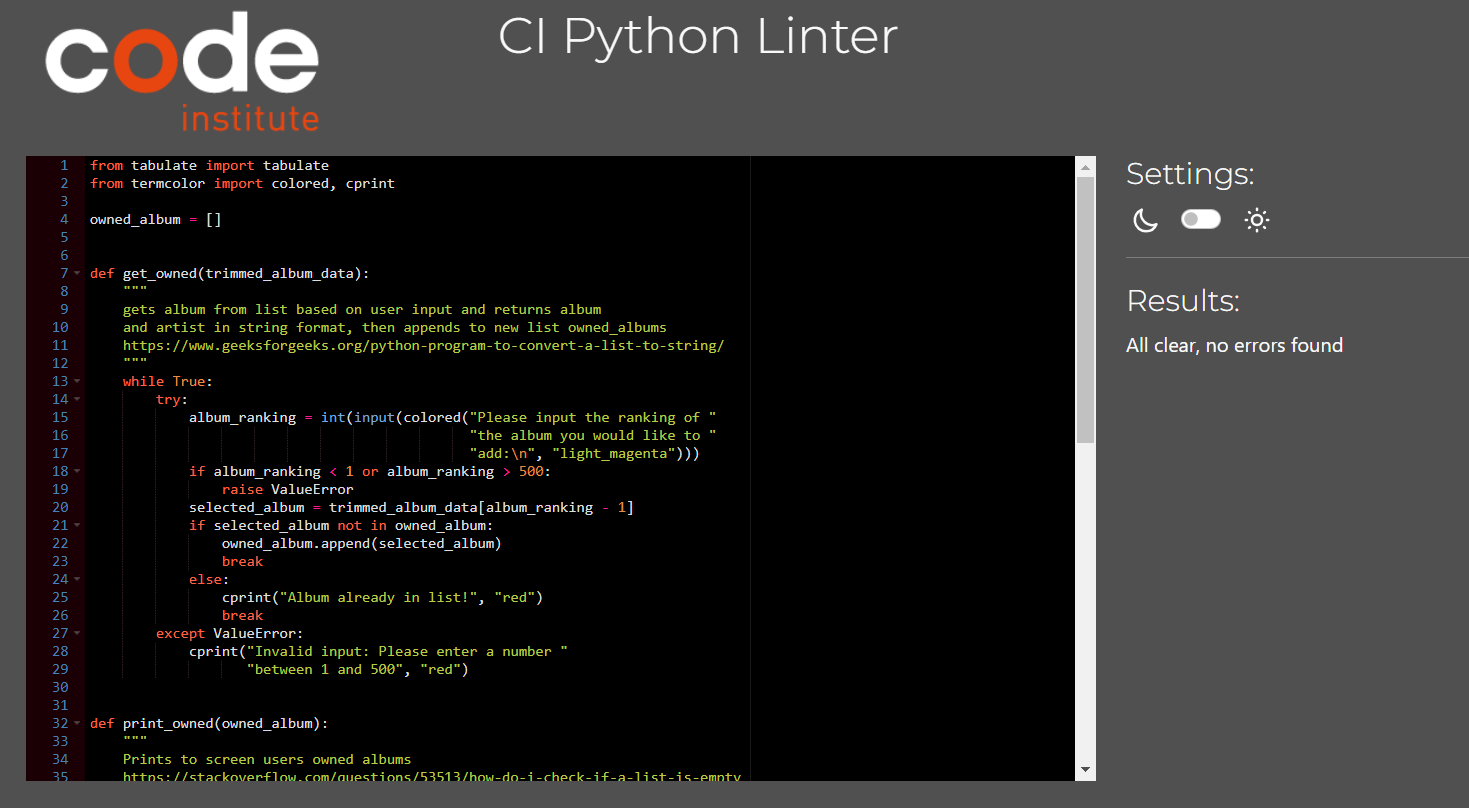 code
institute
CI Python Linter
1 from tabulate import tabulate
2 from termcolor import colored, cprint
3
4 owned_album = []
5
6
7 def get_owned(trimmed_album_data):
8     """
9     gets album from list based on user input and returns album
10     and artist in string format, then appends to new list owned_albums
11     https://www.geeksforgeeks.org/python-program-to-convert-a-list-to-string/
12     """
13     while True:
14         try:
15             album_ranking = int(input(colored("Please input the ranking of "
16                                               "the album you would like to "
17                                               "add:\n", "light_magenta")))
18             if album_ranking < 1 or album_ranking > 500:
19                 raise ValueError
20             selected_album = trimmed_album_data[album_ranking - 1]
21             if selected_album not in owned_album:
22                 owned_album.append(selected_album)
23                 break
24             else:
25                 cprint("Album already in list!", "red")
26                 break
27         except ValueError:
28             cprint("Invalid input: Please enter a number "
29                    "between 1 and 500", "red")
30
31
32 def print_owned(owned_album):
33     """
34     Prints to screen users owned albums
35     https://stackoverflow.com/questions/53513/how-do-i-check-if-a-list-is-empty
Settings:
Results:
All clear, no errors found